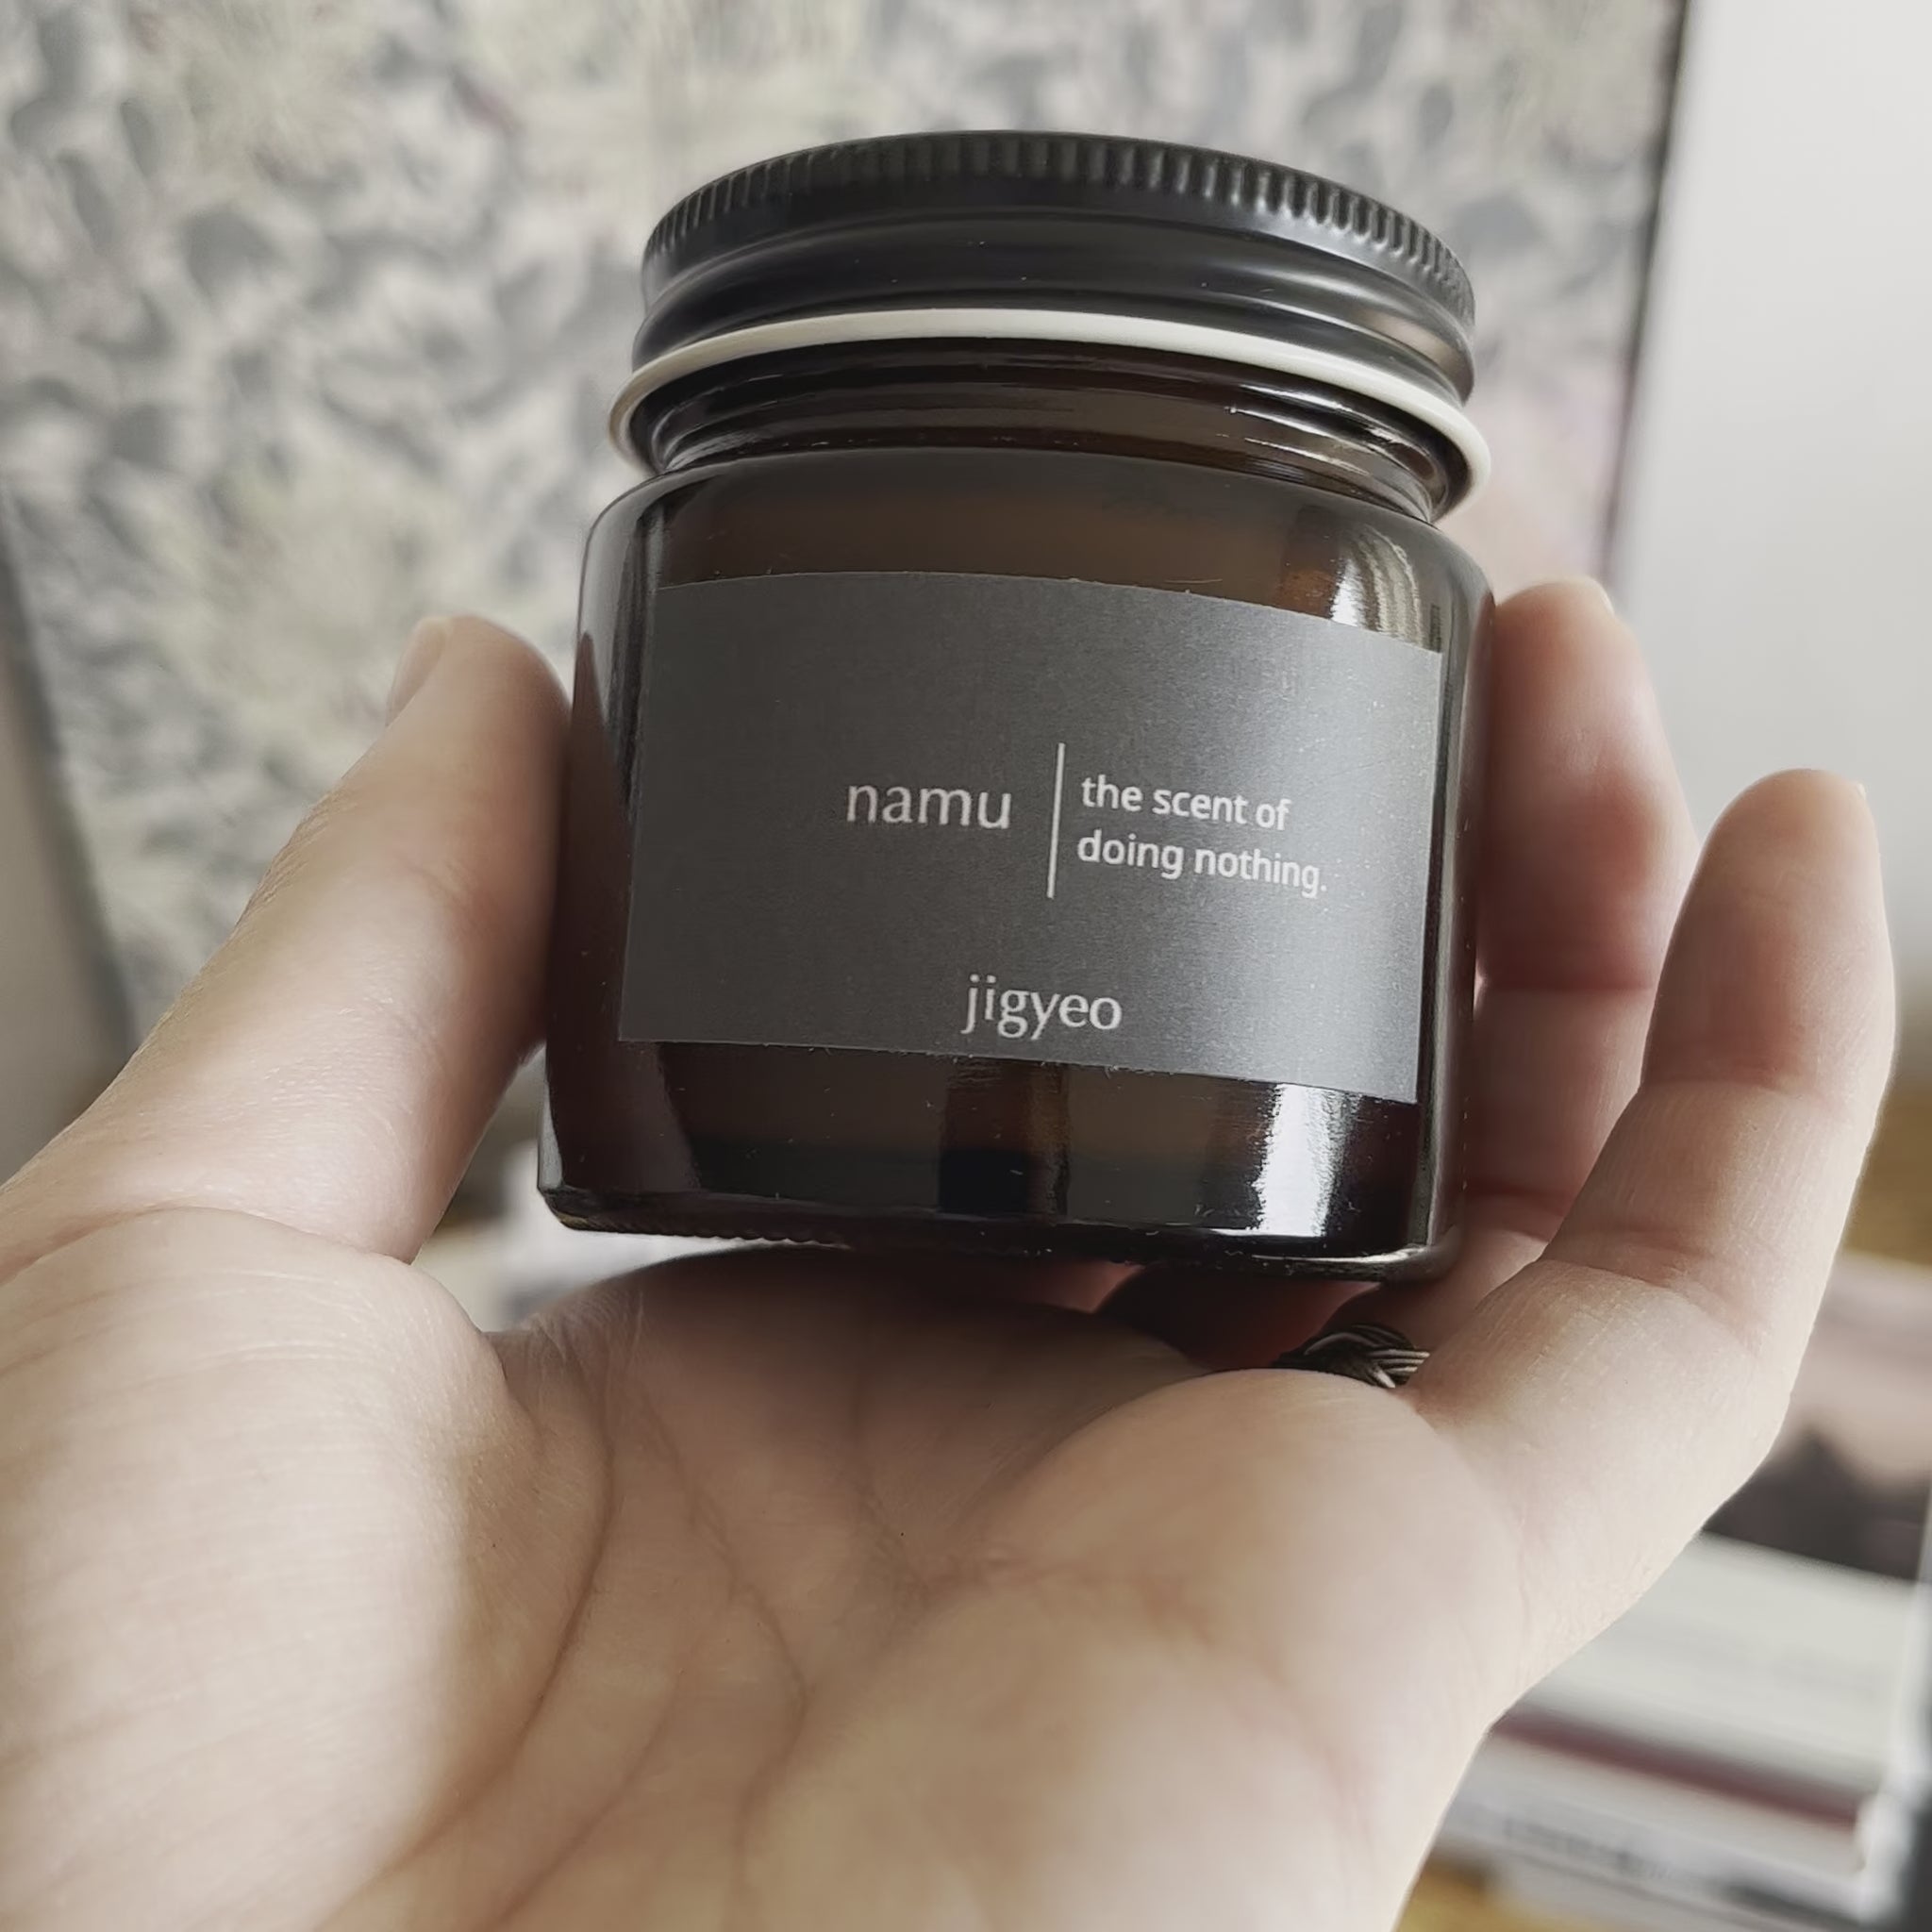 namu
the scent of
doing nothing.
jigyeo